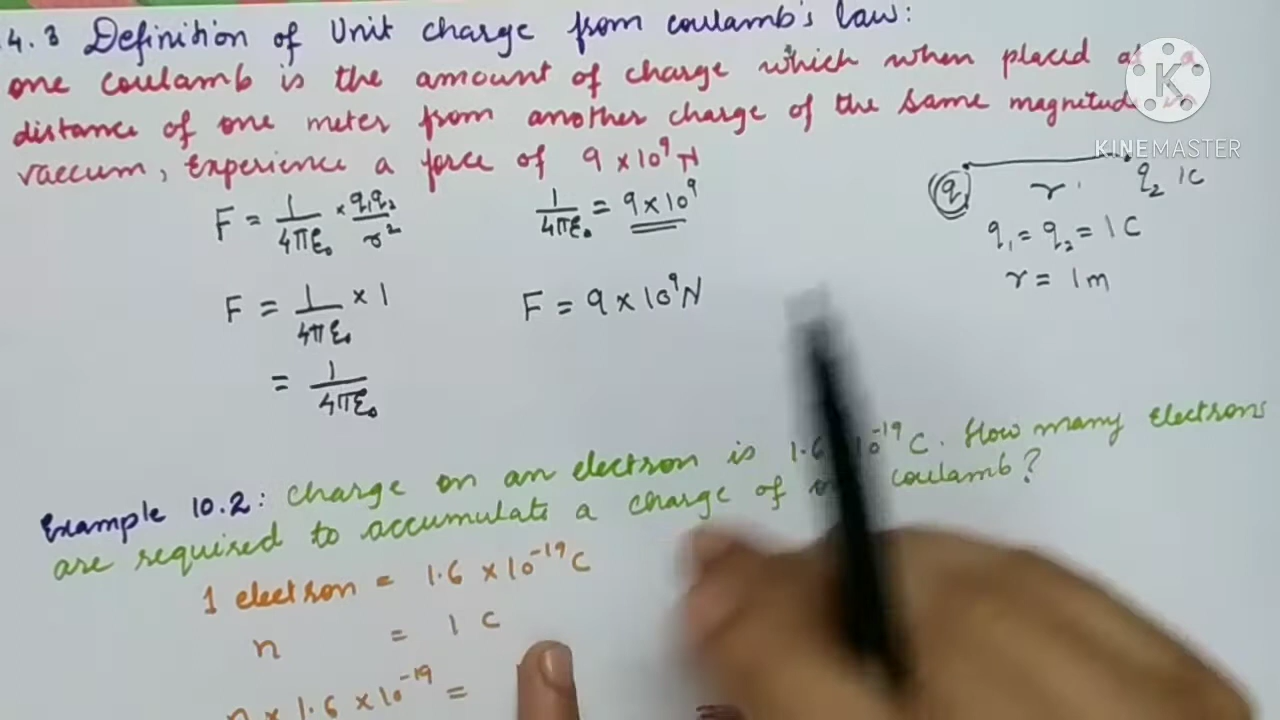 .4.3 Definition of Unit charge from coulamb's law:
one coulamb is the amount of charge which when placed at a
distance of one meter from another charge of the same magnitude in
vaccum, Experience a force of 9 × 10⁹ N
K
KINEMASTER
F = 1/4πε₀ × q₁q₂/r²
1/4πε₀ = 9 × 10⁹
q r q₂ 1C
q₁ = q₂ = 1 C
r = 1m
F = 1/4πε₀ × 1
F = 9 × 10⁹ N
= 1/4πε₀
Example 10.2: charge on an electron is 1.6 10⁻¹⁹ C. How many electrons
are required to accumulate a charge of coulamb?
1 electron = 1.6 × 10⁻¹⁹ C
n = 1 C
n × 1.6 × 10⁻¹⁹ =